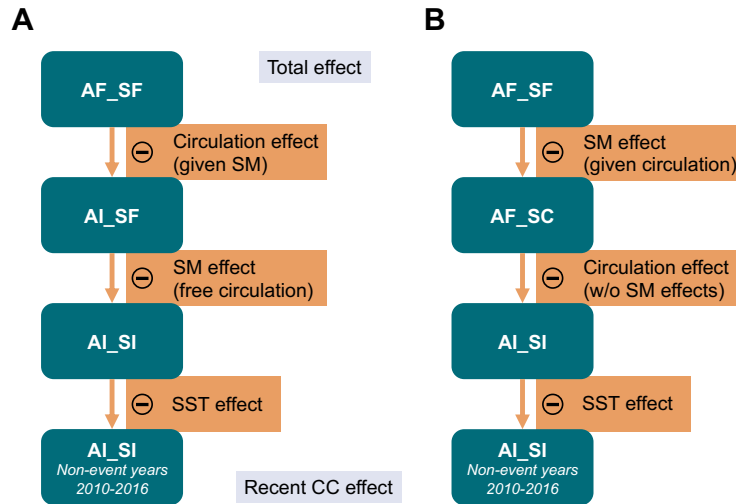 A
B
Total effect
AF_SF
⊖ Circulation effect
(given SM)
AI_SF
⊖ SM effect
(free circulation)
AI_SI
⊖ SST effect
AI_SI
Non-event years
2010-2016
Recent CC effect
AF_SF
⊖ SM effect
(given circulation)
AF_SC
⊖ Circulation effect
(w/o SM effects)
AI_SI
⊖ SST effect
AI_SI
Non-event years
2010-2016